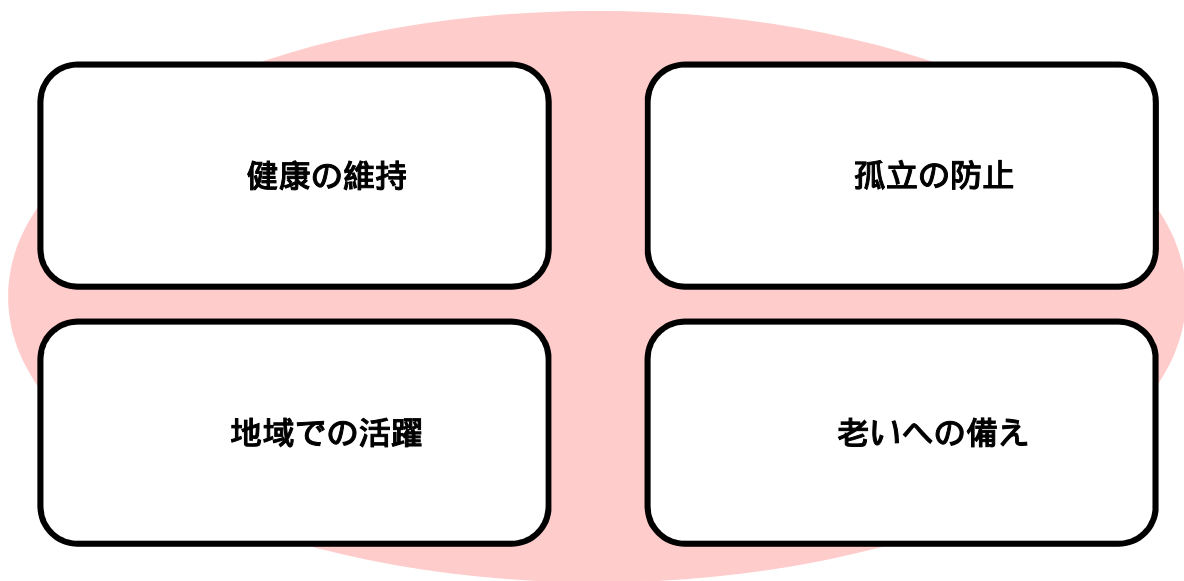 健康の維持
孤立の防止
地域での活躍
老いへの備え